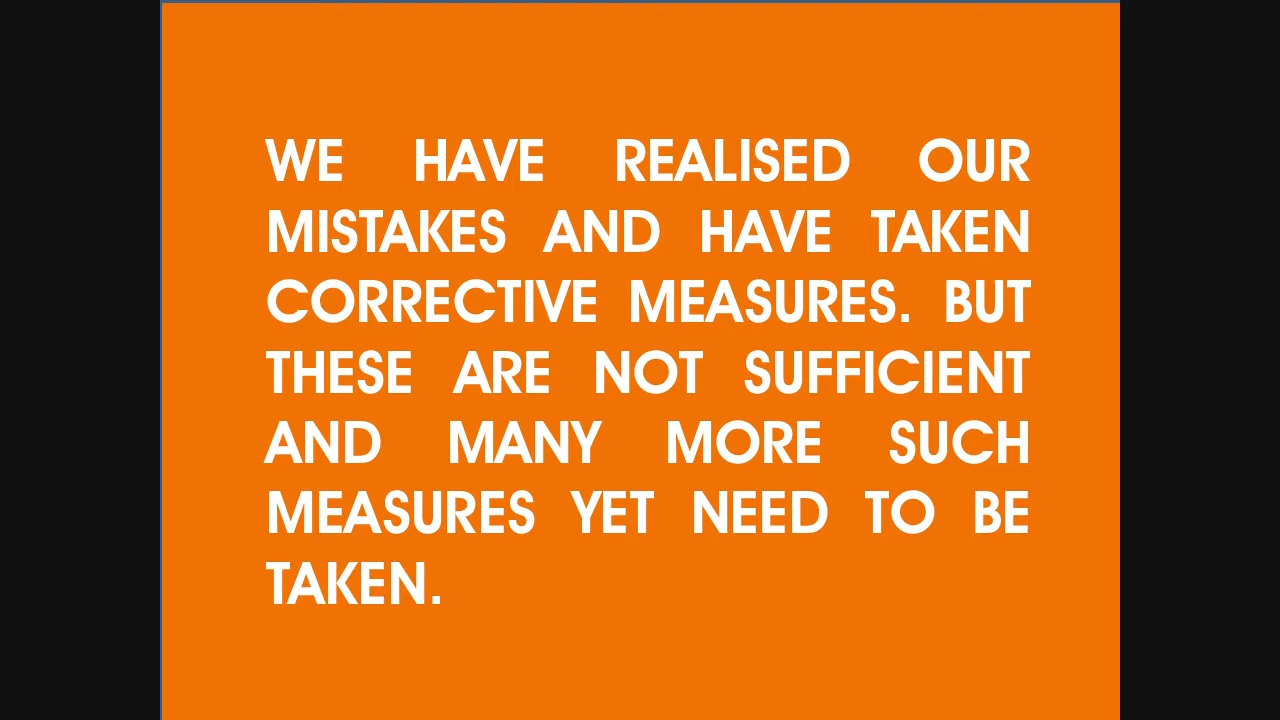 WE HAVE REALISED OUR
MISTAKES AND HAVE TAKEN
CORRECTIVE MEASURES. BUT
THESE ARE NOT SUFFICIENT
AND MANY MORE SUCH
MEASURES YET NEED TO BE
TAKEN.